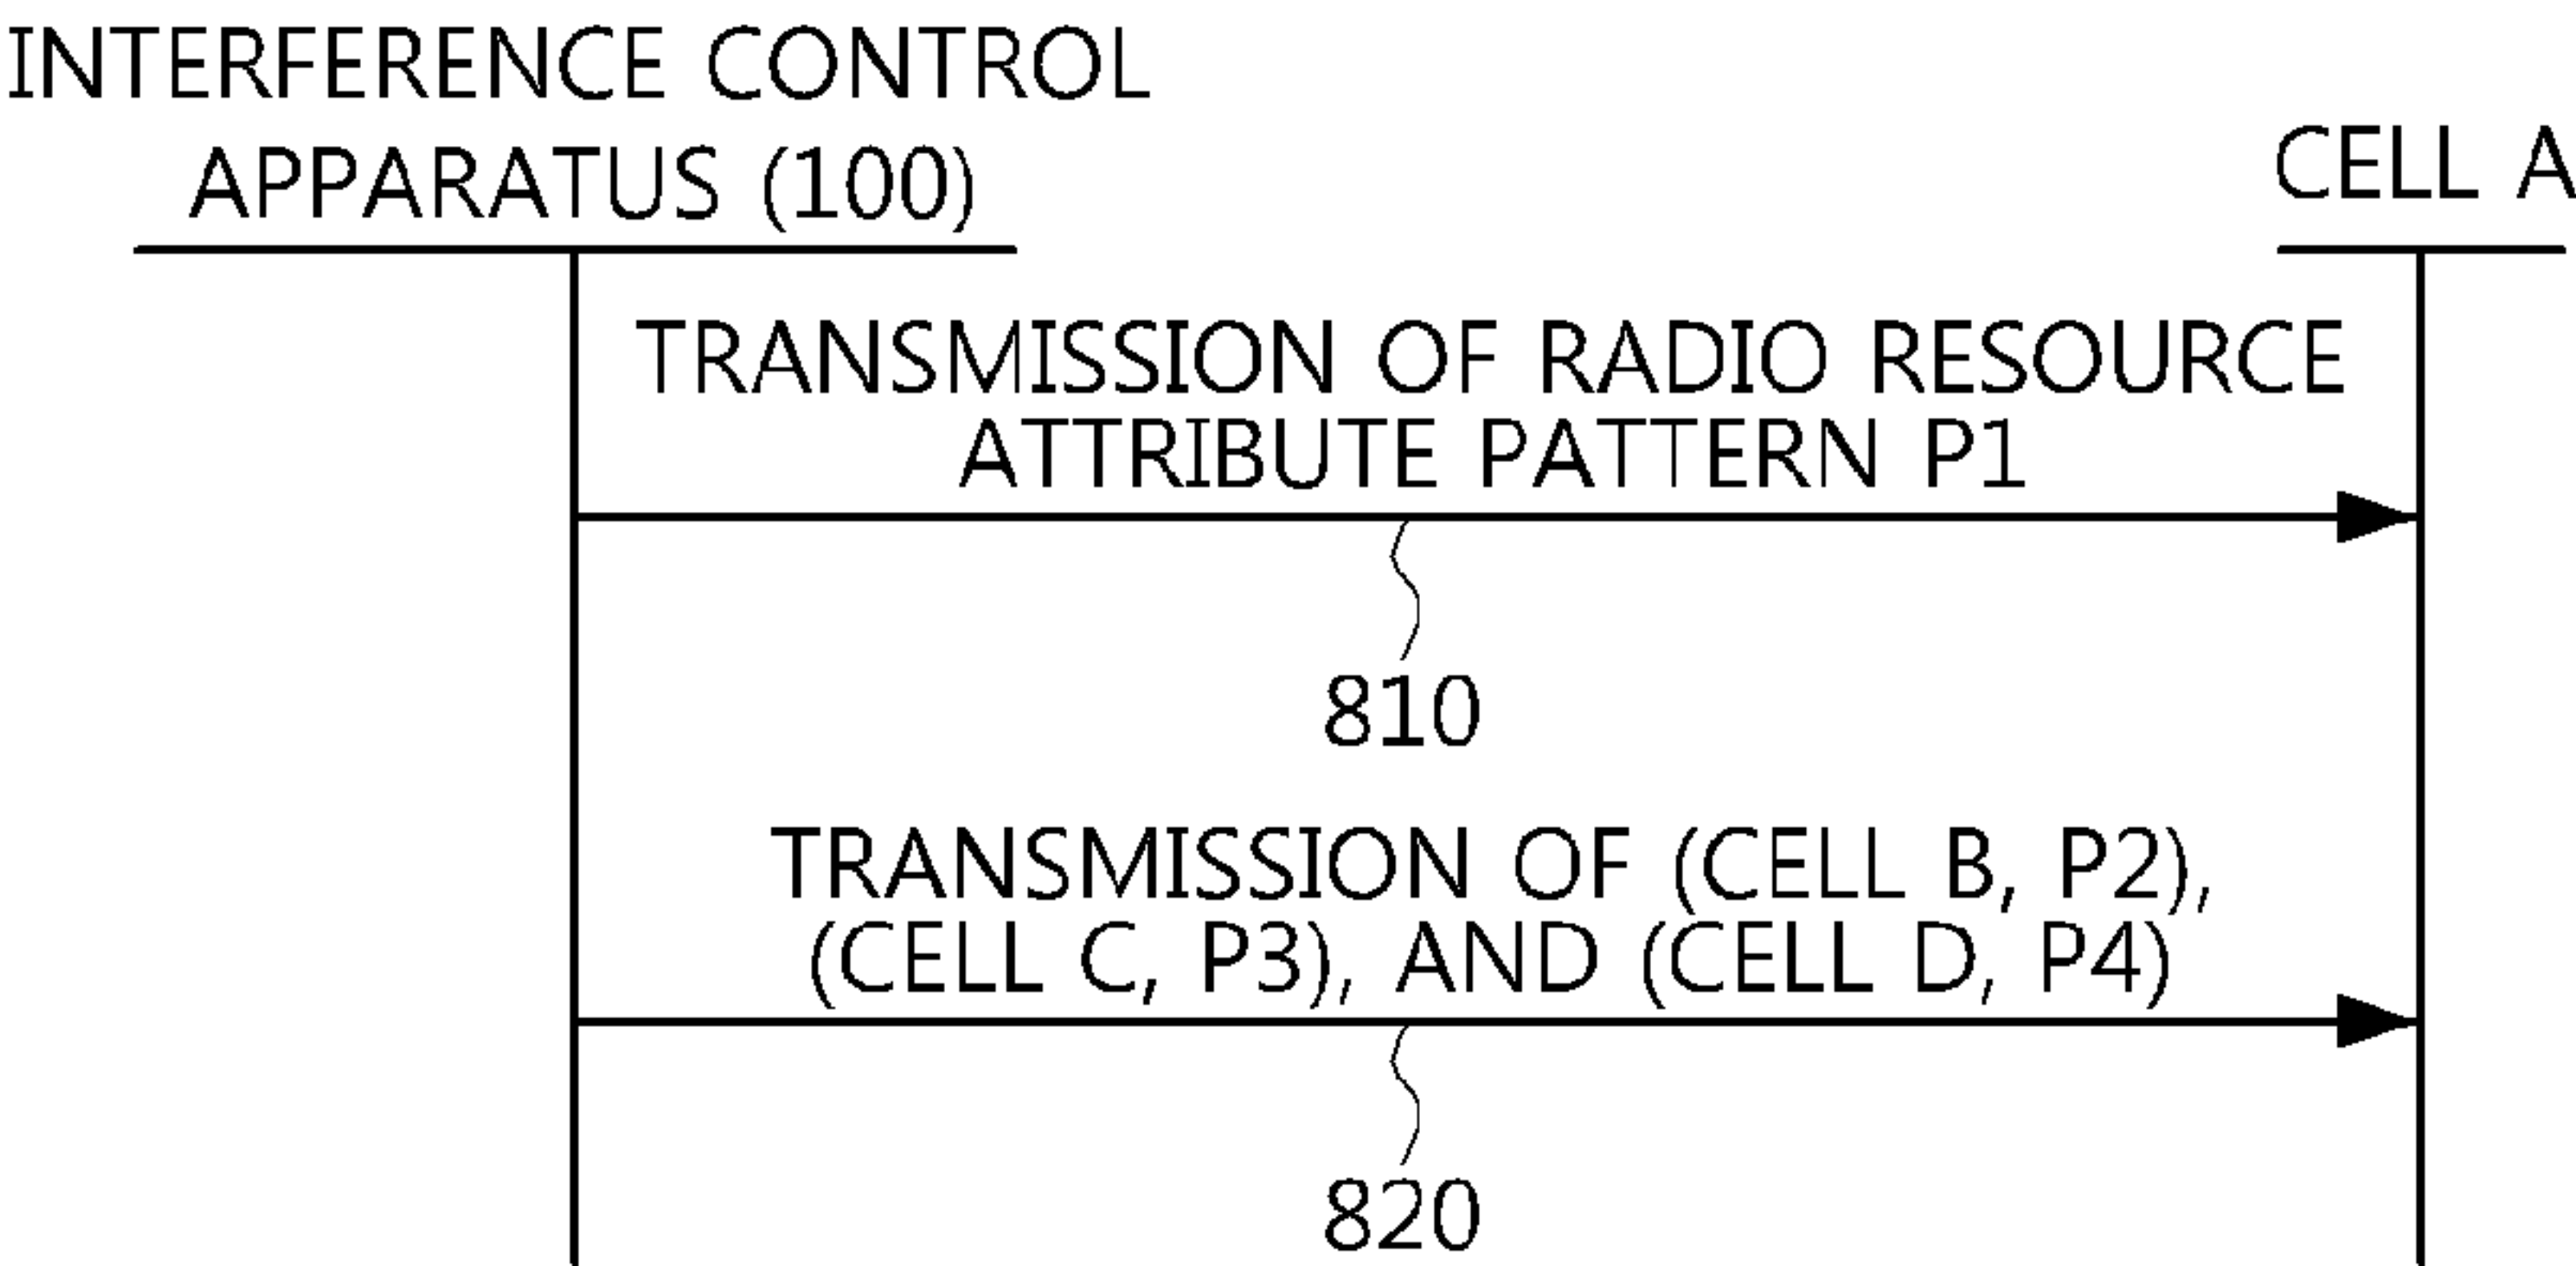 INTERFERENCE CONTROL
APPARATUS (100)
CELL A
TRANSMISSION OF RADIO RESOURCE
ATTRIBUTE PATTERN P1
810
TRANSMISSION OF (CELL B, P2),
(CELL C, P3), AND (CELL D, P4)
820